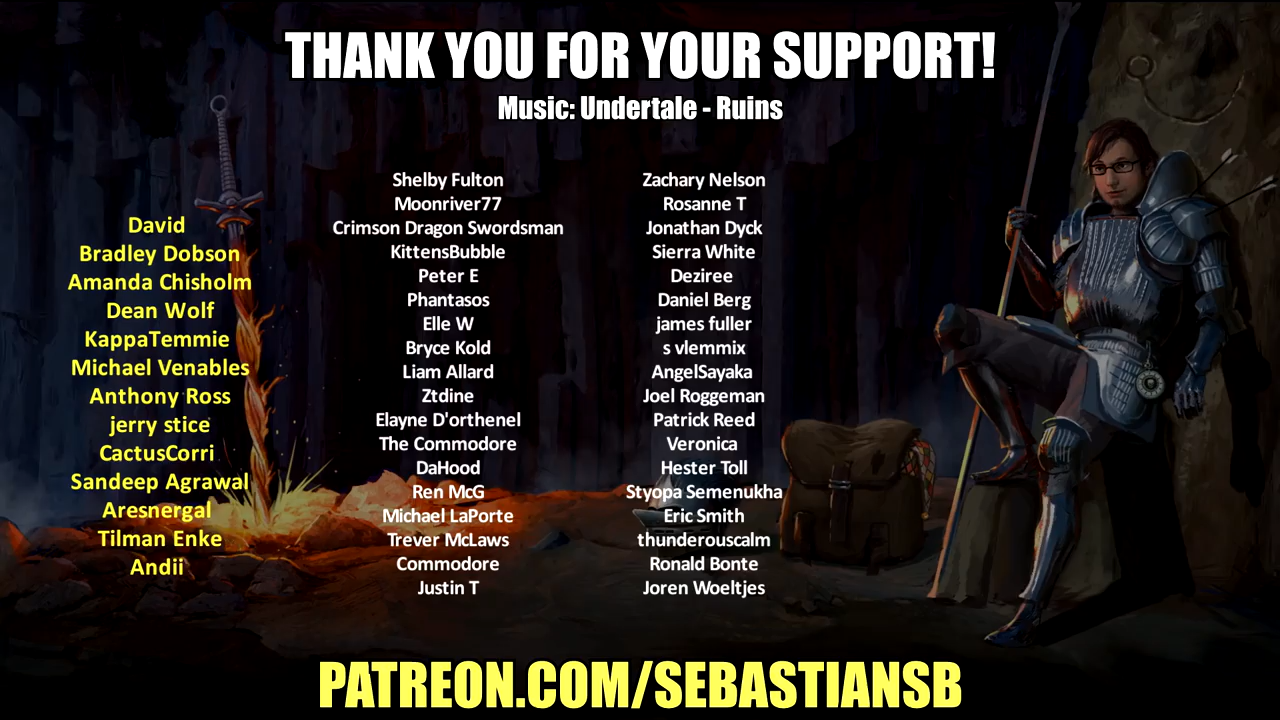 THANK YOU FOR YOUR SUPPORT!
Music: Undertale - Ruins
David
Bradley Dobson
Amanda Chisholm
Dean Wolf
KappaTemmie
Michael Venables
Anthony Ross
jerry stice
CactusCorri
Sandeep Agrawal
Aresnergal
Tilman Enke
Andii
Shelby Fulton
Moonriver77
Crimson Dragon Swordsman
KittensBubble
Peter E
Phantasos
Elle W
Bryce Kold
Liam Allard
Ztdine
Elayne D'orthenel
The Commodore
DaHood
Ren McG
Michael LaPorte
Trever McLaws
Commodore
Justin T
Zachary Nelson
Rosanne T
Jonathan Dyck
Sierra White
Deziree
Daniel Berg
james fuller
s vlemmix
AngelSayaka
Joel Roggeman
Patrick Reed
Veronica
Hester Toll
Styopa Semenukha
Eric Smith
thunderouscalm
Ronald Bonte
Joren Woeltjes
PATREON.COM/SEBASTIANSB